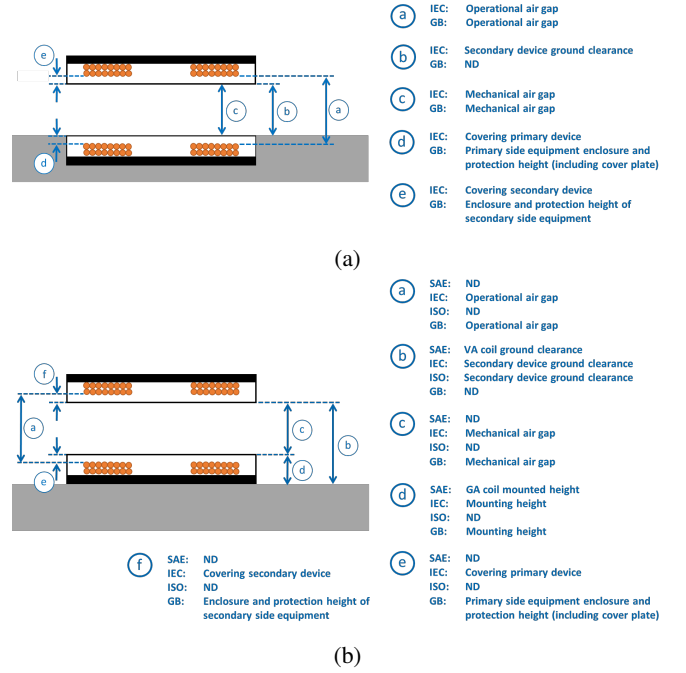 e
c
b
a
d
a IEC: Operational air gap
GB: Operational air gap
b IEC: Secondary device ground clearance
GB: ND
c IEC: Mechanical air gap
GB: Mechanical air gap
d IEC: Covering primary device
GB: Primary side equipment enclosure and
protection height (including cover plate)
e IEC: Covering secondary device
GB: Enclosure and protection height of
secondary side equipment
(a)
f
a
c
b
d
e
a SAE: ND
IEC: Operational air gap
ISO: ND
GB: Operational air gap
b SAE: VA coil ground clearance
IEC: Secondary device ground clearance
ISO: Secondary device ground clearance
GB: ND
c SAE: ND
IEC: Mechanical air gap
ISO: ND
GB: Mechanical air gap
d SAE: GA coil mounted height
IEC: Mounting height
ISO: ND
GB: Mounting height
e SAE: ND
IEC: Covering primary device
ISO: ND
GB: Primary side equipment enclosure and
protection height (including cover plate)
f SAE: ND
IEC: Covering secondary device
ISO: ND
GB: Enclosure and protection height of
secondary side equipment
(b)